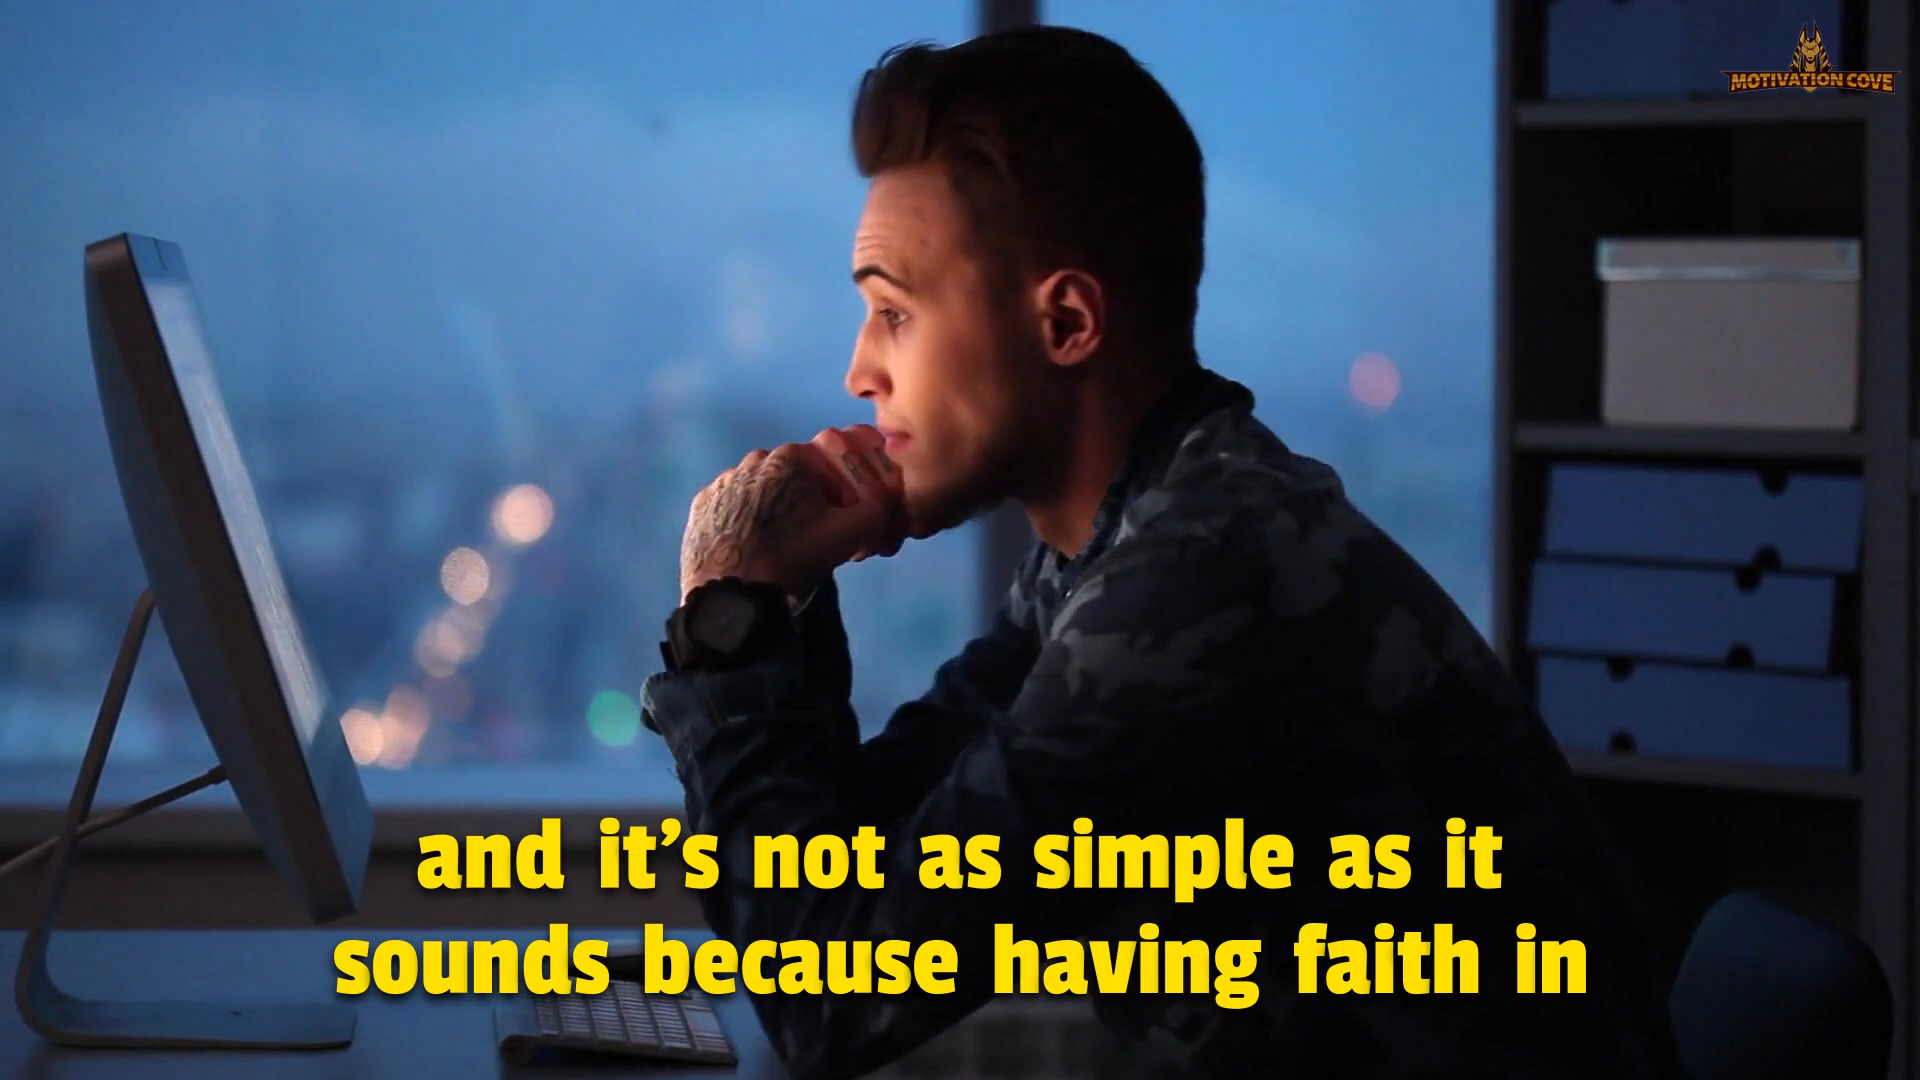 MOTIVATION COVE
and it's not as simple as it
sounds because having faith in